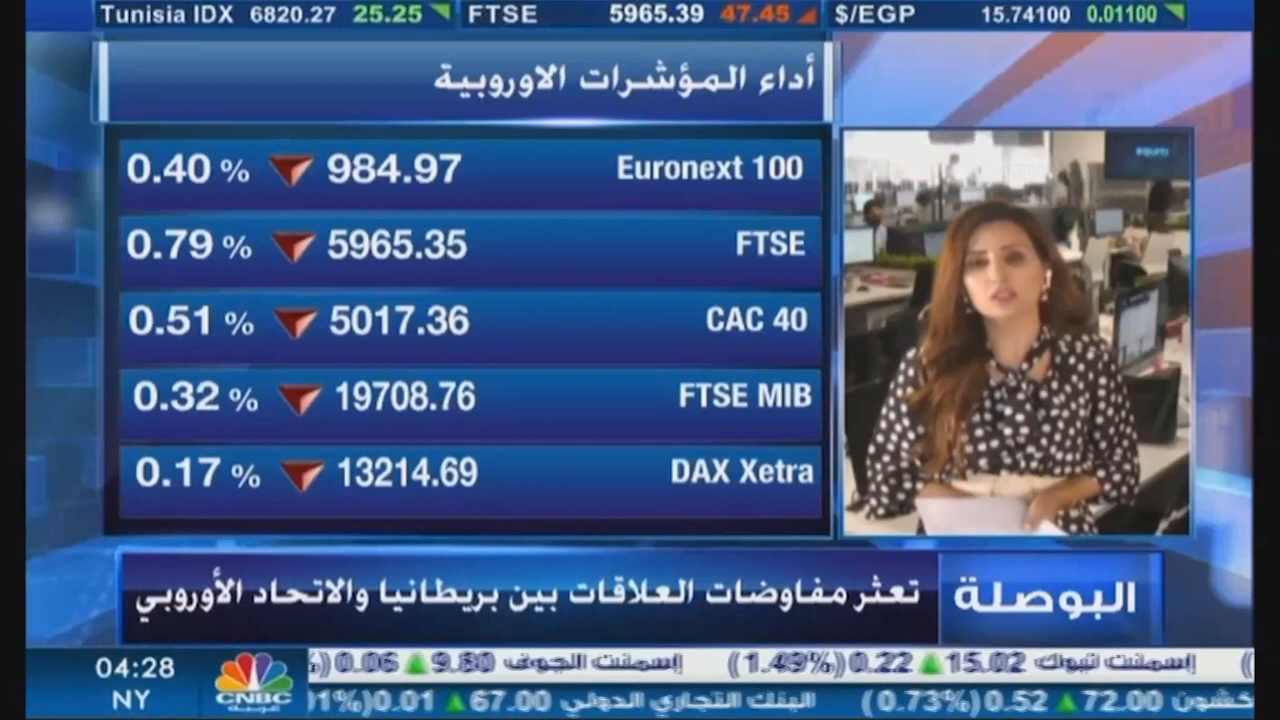 Tunisia IDX 6820.27 25.25 FTSE 5965.39 47.45 $/EGP 15.74100 0.01100
أداء المؤشرات الاوروبية
Euronext 100 984.97 0.40 %
FTSE 5965.35 0.79 %
CAC 40 5017.36 0.51 %
FTSE MIB 19708.76 0.32 %
DAX Xetra 13214.69 0.17 %
البوصلة
تعثر مفاوضات العلاقات بين بريطانيا والاتحاد الأوروبي
04:28
NY
CNBC
عربية
إسمنت تبوك 15.02 0.22 (1.49%) إسمنت الجوف 9.80 0.06
72.00 0.52 (0.73%) البنك التجاري الدولي 67.00 0.01